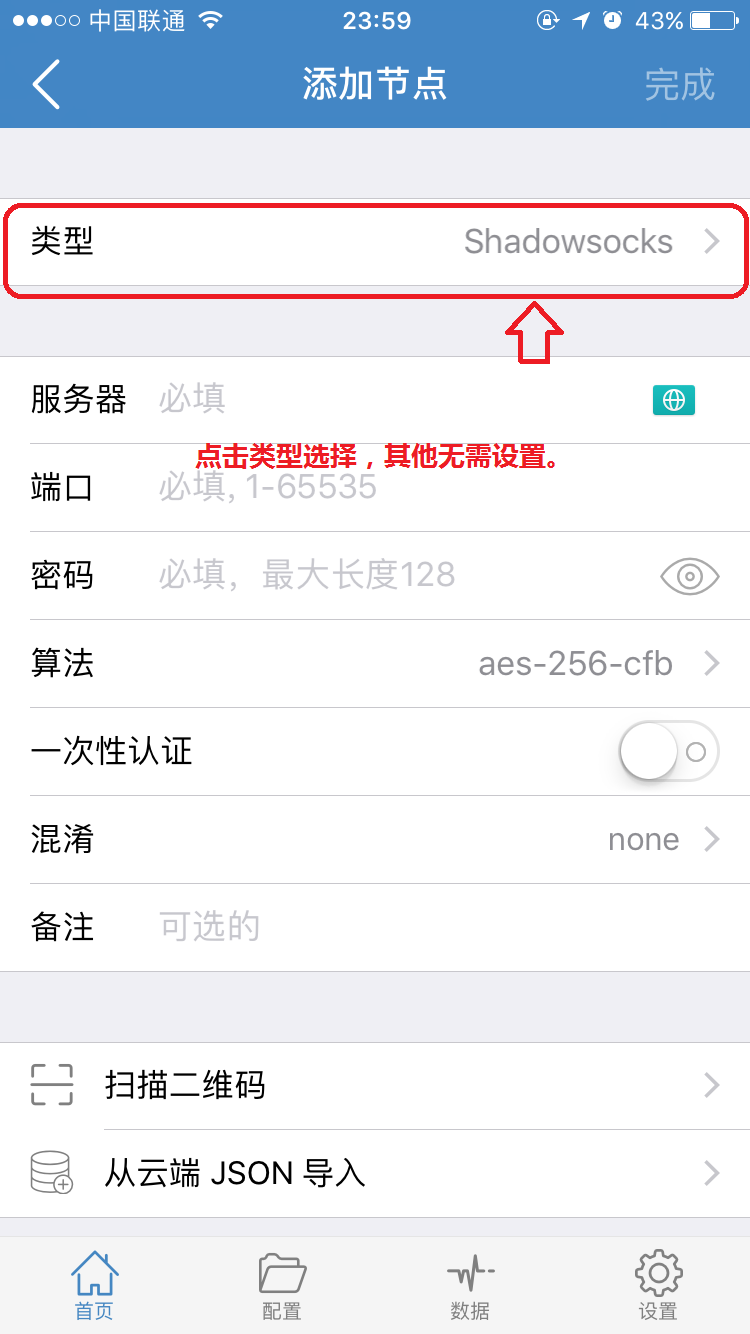 中国联通 23:59 43%
添加节点 完成
类型 Shadowsocks
服务器 必填
点击类型选择，其他无需设置。
端口 必填, 1-65535
密码 必填，最大长度128
算法 aes-256-cfb
一次性认证
混淆 none
备注 可选的
扫描二维码
从云端 JSON 导入
首页 配置 数据 设置